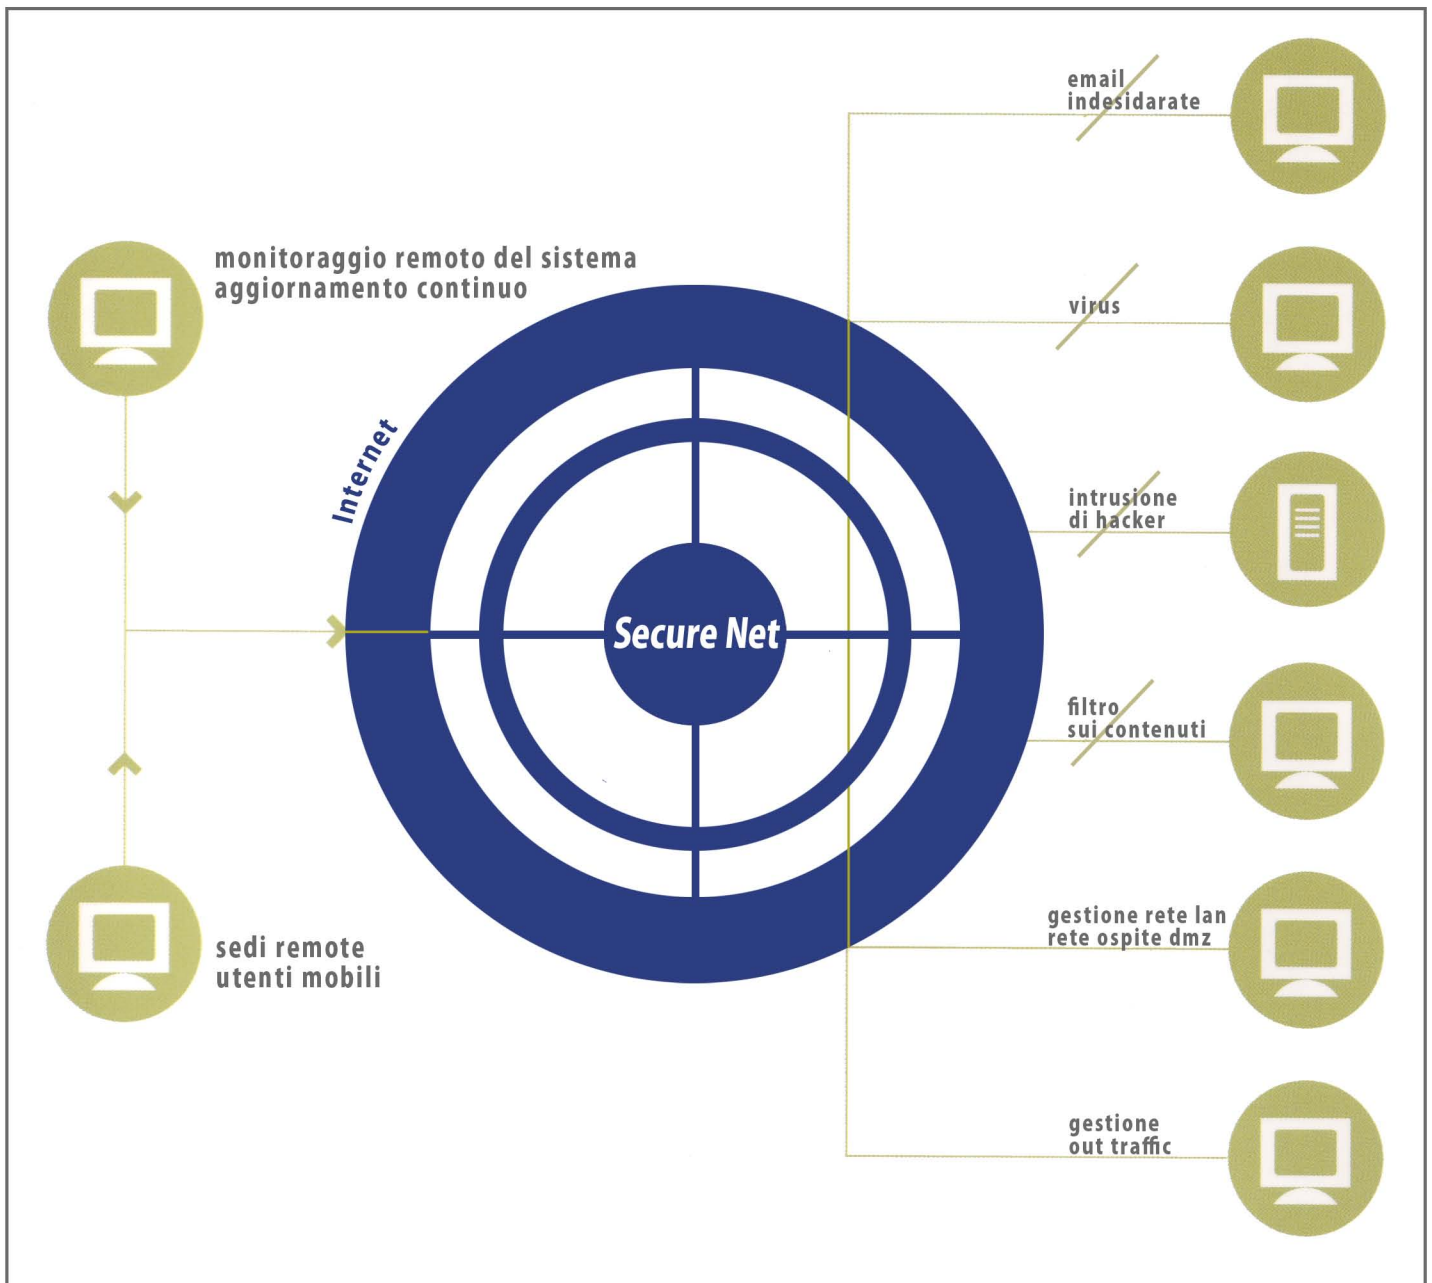 email
indesidarate
monitoraggio remoto del sistema
aggiornamento continuo
virus
Internet
intrusione
di hacker
Secure Net
filtro
sui contenuti
gestione rete lan
rete ospite dmz
sedi remote
utenti mobili
gestione
out traffic